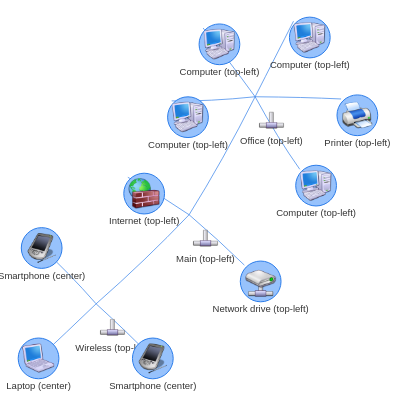 Computer (top-left)
Computer (top-left)
Computer (top-left)
Office (top-left)
Printer (top-left)
Computer (top-left)
Internet (top-left)
Main (top-left)
Smartphone (center)
Network drive (top-left)
Wireless (top-l
Laptop (center)
Smartphone (center)